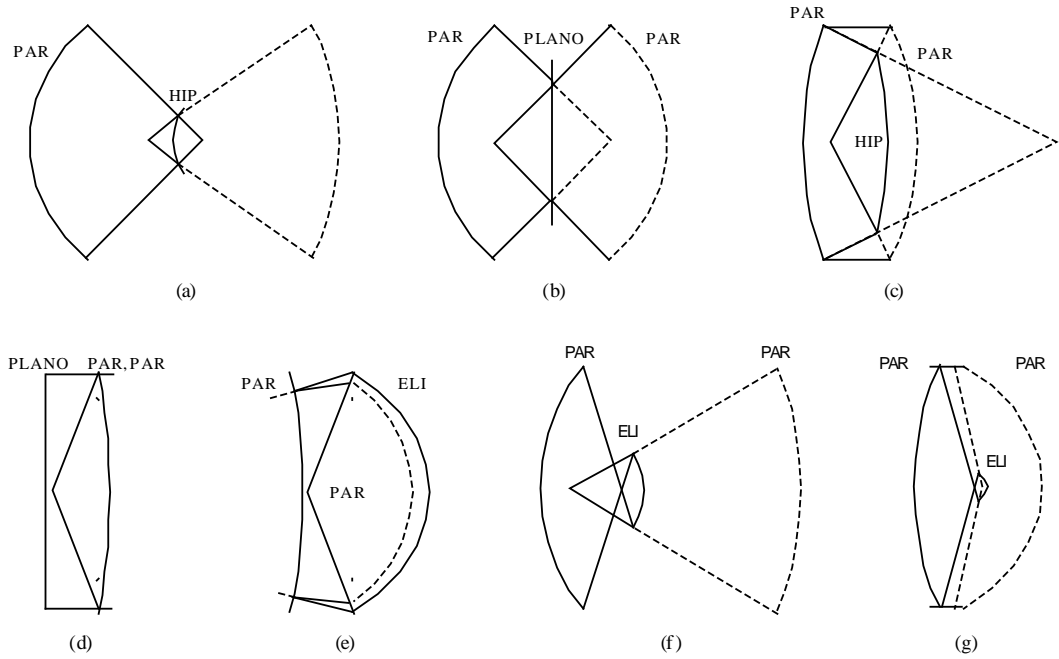 PAR
HIP
(a)
PAR
PLANO
PAR
(b)
PAR
PAR
HIP
(c)
PLANO
PAR, PAR
(d)
PAR
ELI
PAR
(e)
PAR
PAR
ELI
(f)
PAR
PAR
ELI
(g)